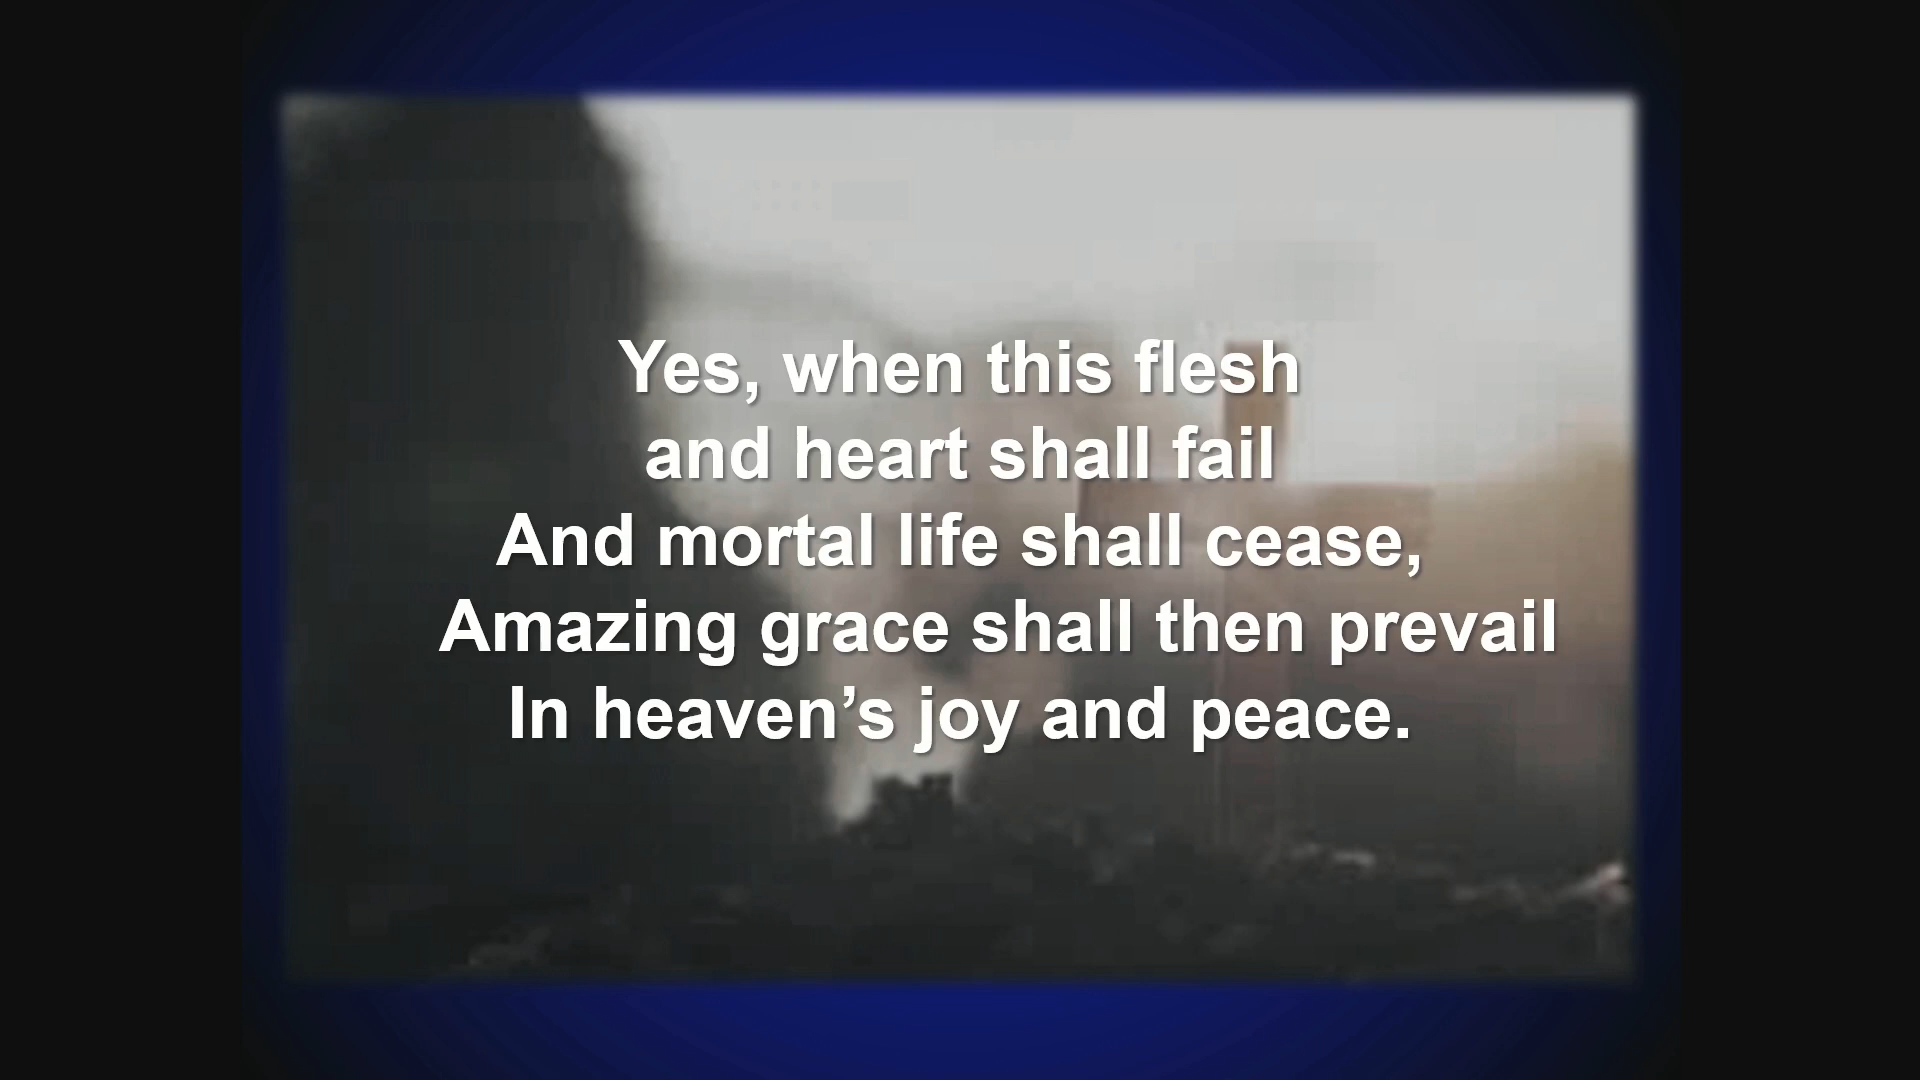 Yes, when this flesh
and heart shall fail
And mortal life shall cease,
Amazing grace shall then prevail
In heaven’s joy and peace.